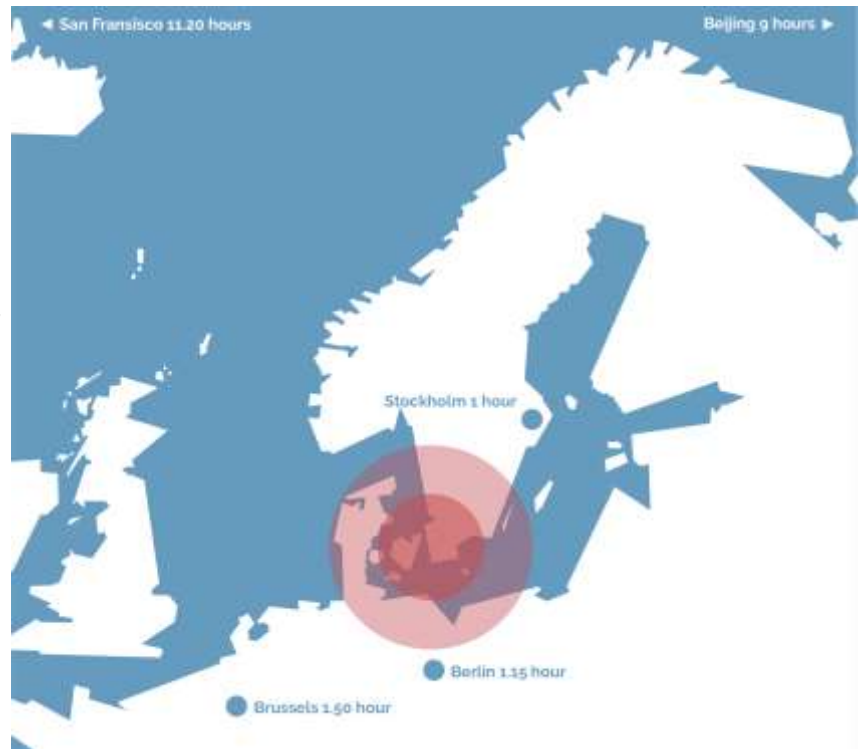 ◄ San Fransisco 11.20 hours
Beijing 9 hours ►
Stockholm 1 hour
Berlin 1.15 hour
Brussels 1.50 hour